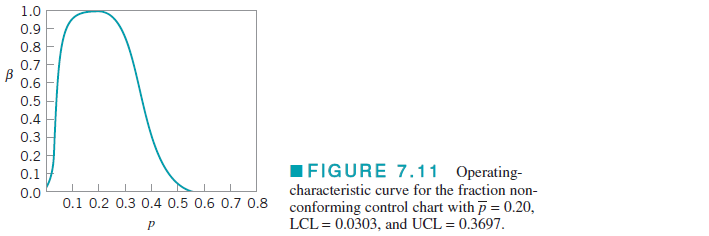 1.0
0.9
0.8
0.7
β
0.6
0.5
0.4
0.3
0.2
0.1
0.0
0.1 0.2 0.3 0.4 0.5 0.6 0.7 0.8
p
■ FIGURE 7.11 Operating-
characteristic curve for the fraction non-
conforming control chart with p̅ = 0.20,
LCL = 0.0303, and UCL = 0.3697.